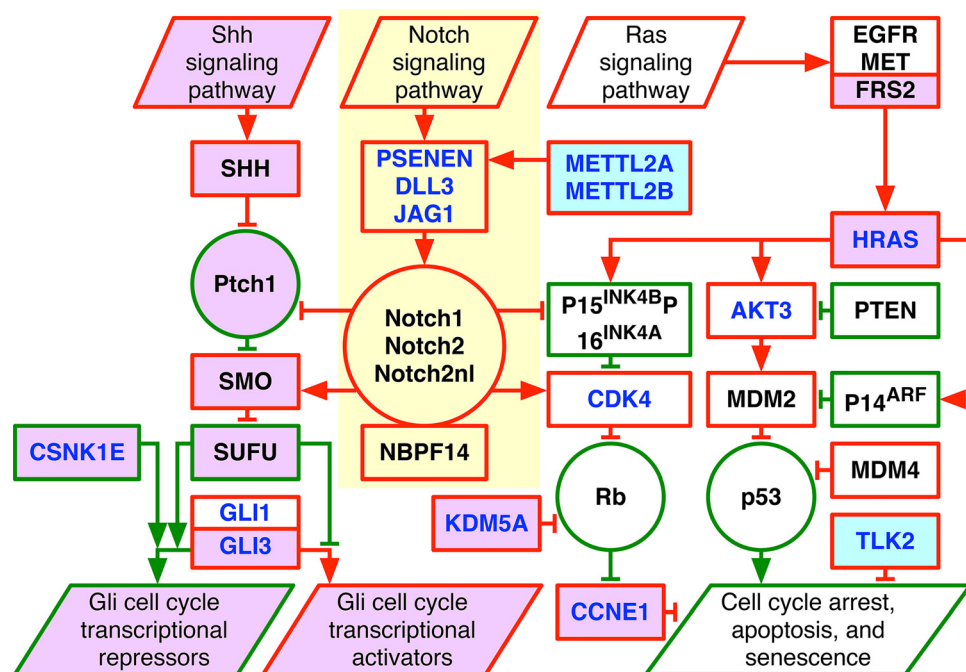 Shh
signaling
pathway
Notch
signaling
pathway
Ras
signaling
pathway
EGFR
MET
FRS2
SHH
PSENEN
DLL3
JAG1
METTL2A
METTL2B
HRAS
Ptch1
Notch1
Notch2
Notch2nl
P15INK4BP
16INK4A
AKT3
PTEN
SMO
CDK4
MDM2
P14ARF
CSNK1E
SUFU
NBPF14
Rb
p53
MDM4
GLI1
GLI3
KDM5A
TLK2
Gli cell cycle
transcriptional
repressors
Gli cell cycle
transcriptional
activators
CCNE1
Cell cycle arrest,
apoptosis, and
senescence